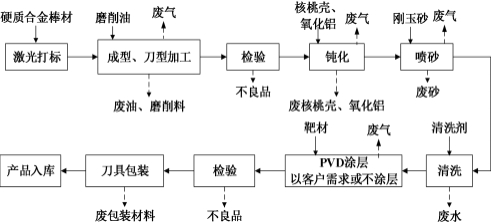 硬质合金棒材
磨削油
废气
核桃壳、
氧化铝
废气
刚玉砂
废气
激光打标
成型、刀型加工
检验
钝化
喷砂
废油、磨削料
不良品
废核桃壳、氧化铝
废砂
靶材
废气
清洗剂
产品入库
刀具包装
检验
PVD涂层
以客户需求或不涂层
清洗
废包装材料
不良品
废水